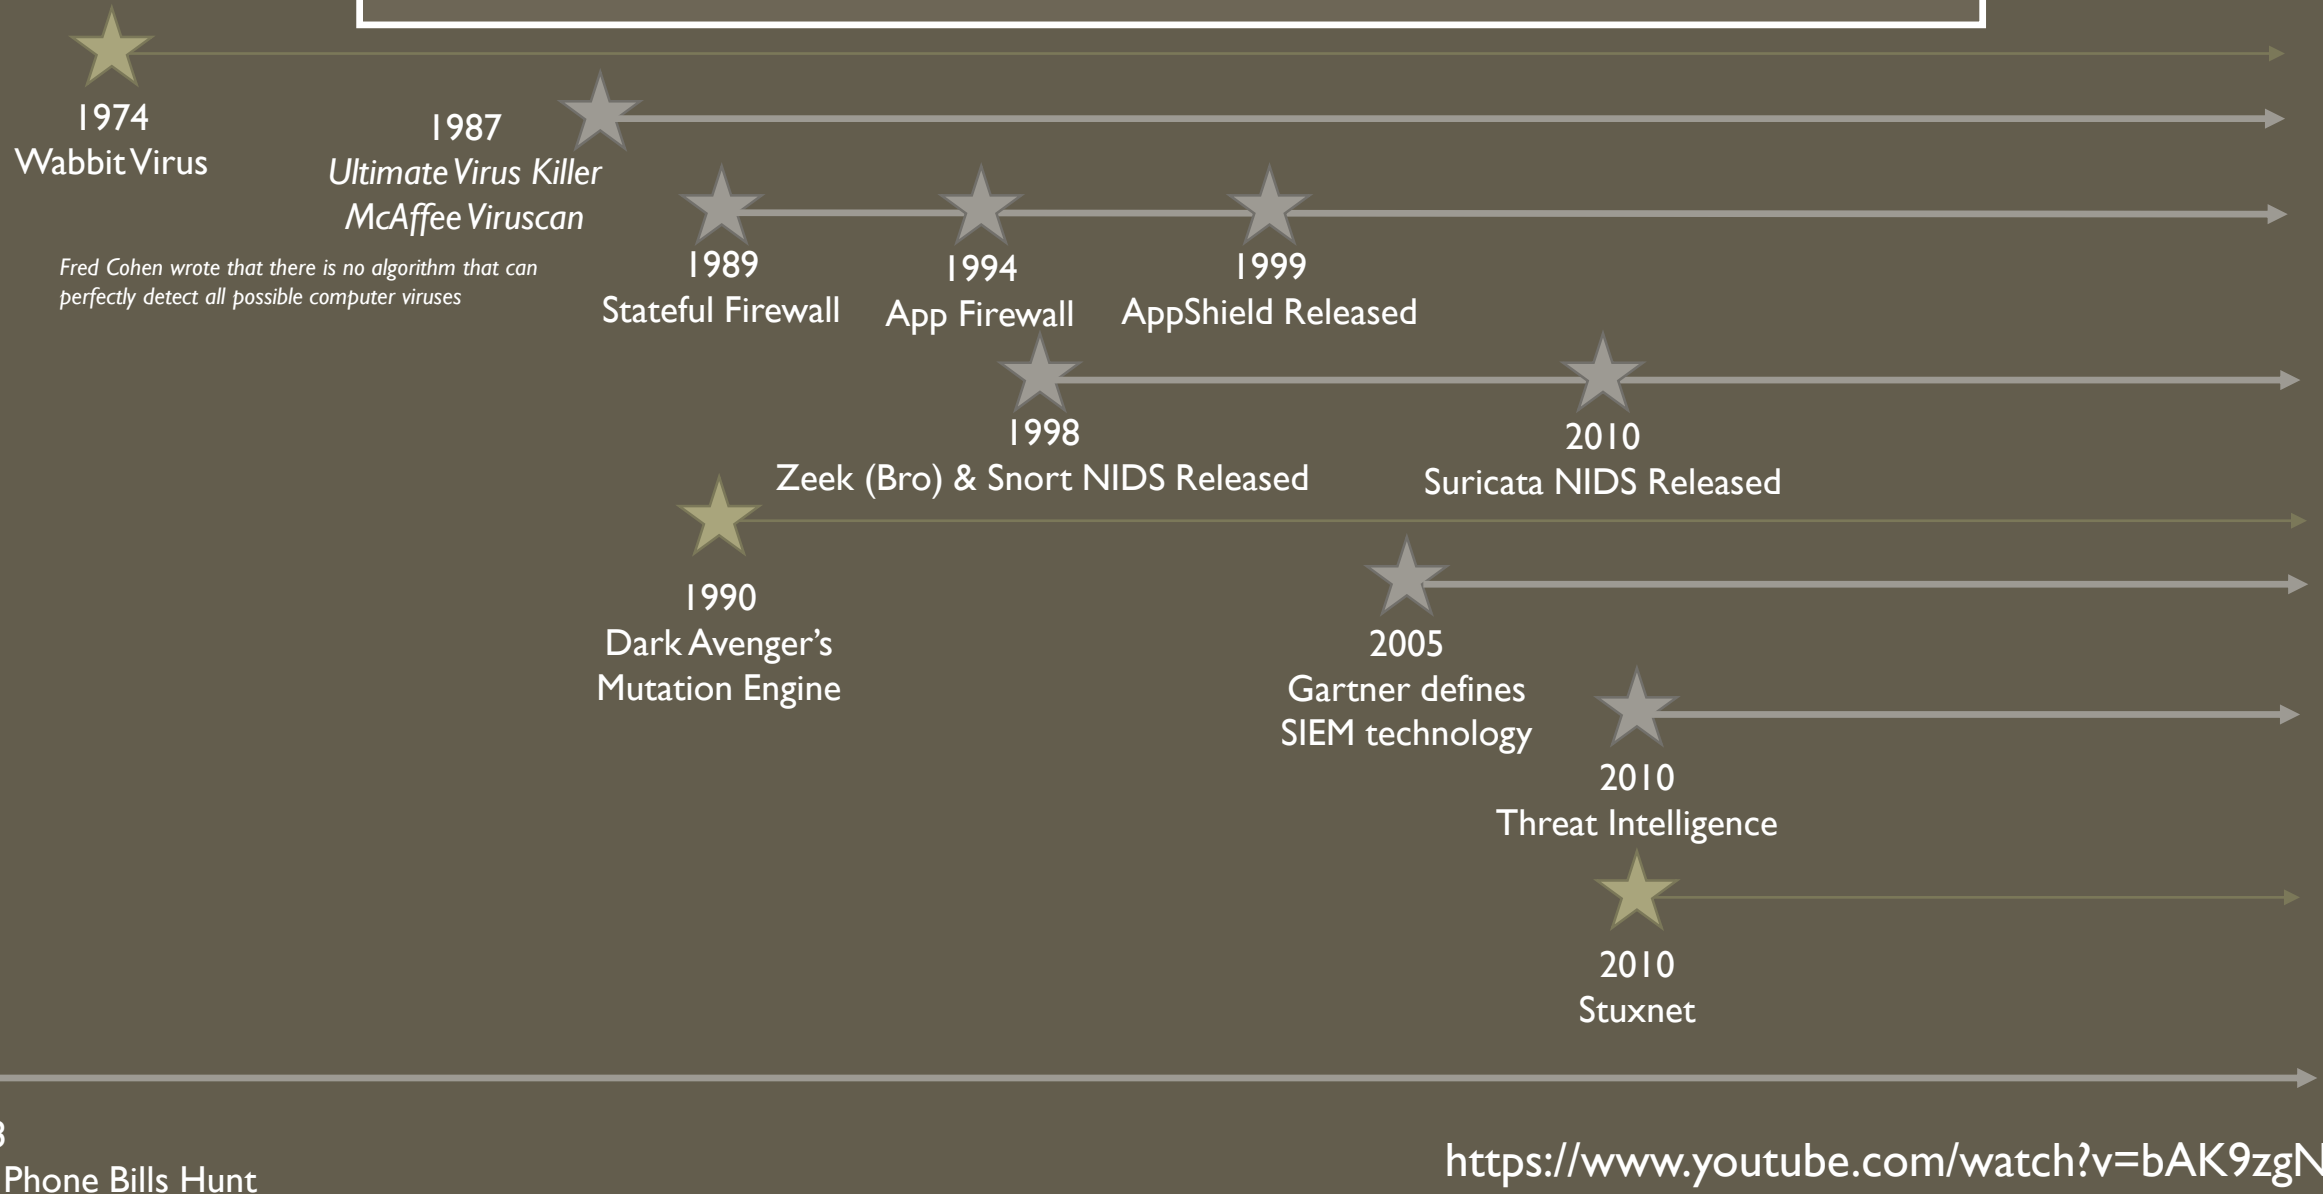 1974
Wabbit Virus
1987
Ultimate Virus Killer
McAffee Viruscan
Fred Cohen wrote that there is no algorithm that can
perfectly detect all possible computer viruses
1989
Stateful Firewall
1994
App Firewall
1999
AppShield Released
1998
Zeek (Bro) & Snort NIDS Released
2010
Suricata NIDS Released
1990
Dark Avenger’s
Mutation Engine
2005
Gartner defines
SIEM technology
2010
Threat Intelligence
2010
Stuxnet
Phone Bills Hunt
https://www.youtube.com/watch?v=bAK9zgN